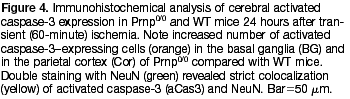 Figure 4. Immunohistochemical analysis of cerebral activated
caspase-3 expression in Prnp0/0 and WT mice 24 hours after tran-
sient (60-minute) ischemia. Note increased number of activated
caspase-3–expressing cells (orange) in the basal ganglia (BG) and
in the parietal cortex (Cor) of Prnp0/0 compared with WT mice.
Double staining with NeuN (green) revealed strict colocalization
(yellow) of activated caspase-3 (aCas3) and NeuN. Bar=50 μm.